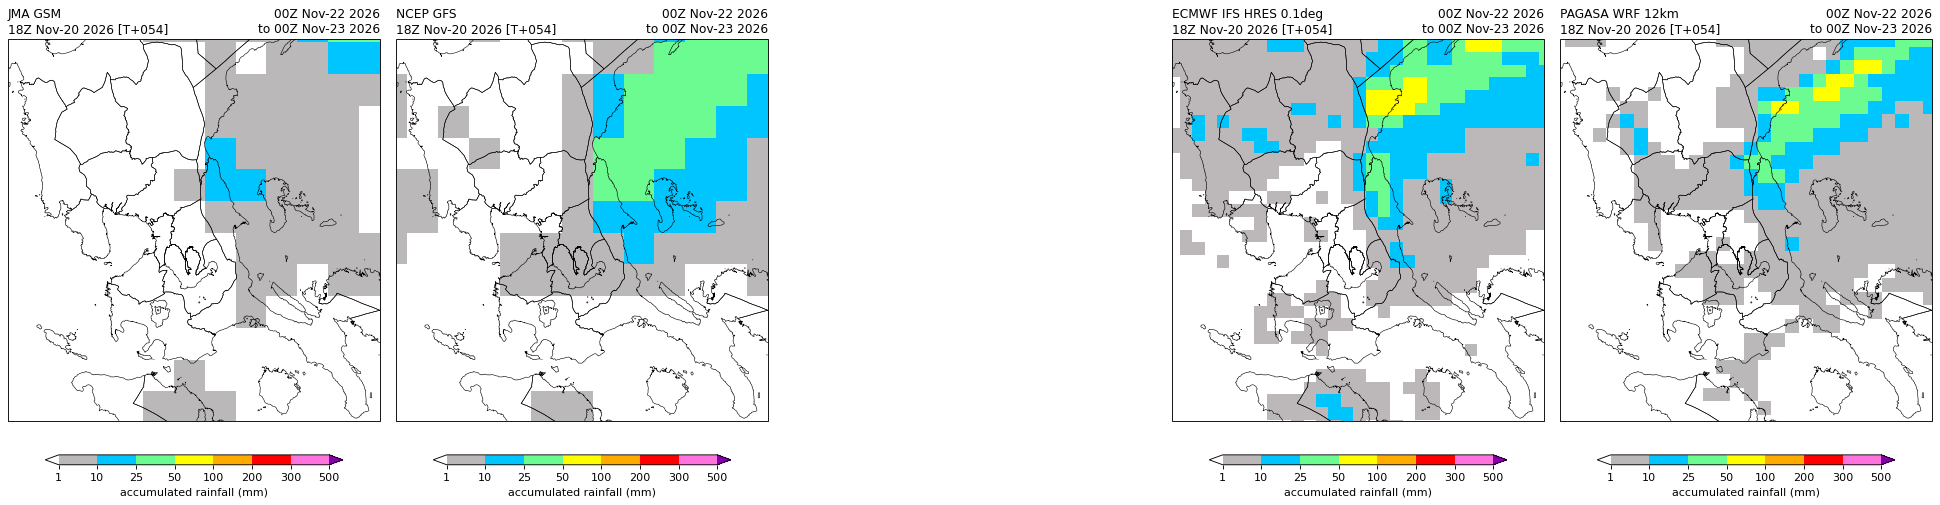 JMA GSM 00Z Nov-22 2026
18Z Nov-20 2026 [T+054] to 00Z Nov-23 2026
NCEP GFS 00Z Nov-22 2026
18Z Nov-20 2026 [T+054] to 00Z Nov-23 2026
ECMWF IFS HRES 0.1deg 00Z Nov-22 2026
18Z Nov-20 2026 [T+054] to 00Z Nov-23 2026
PAGASA WRF 12km 00Z Nov-22 2026
18Z Nov-20 2026 [T+054] to 00Z Nov-23 2026
1 10 25 50 100 200 300 500
accumulated rainfall (mm)
1 10 25 50 100 200 300 500
accumulated rainfall (mm)
1 10 25 50 100 200 300 500
accumulated rainfall (mm)
1 10 25 50 100 200 300 500
accumulated rainfall (mm)